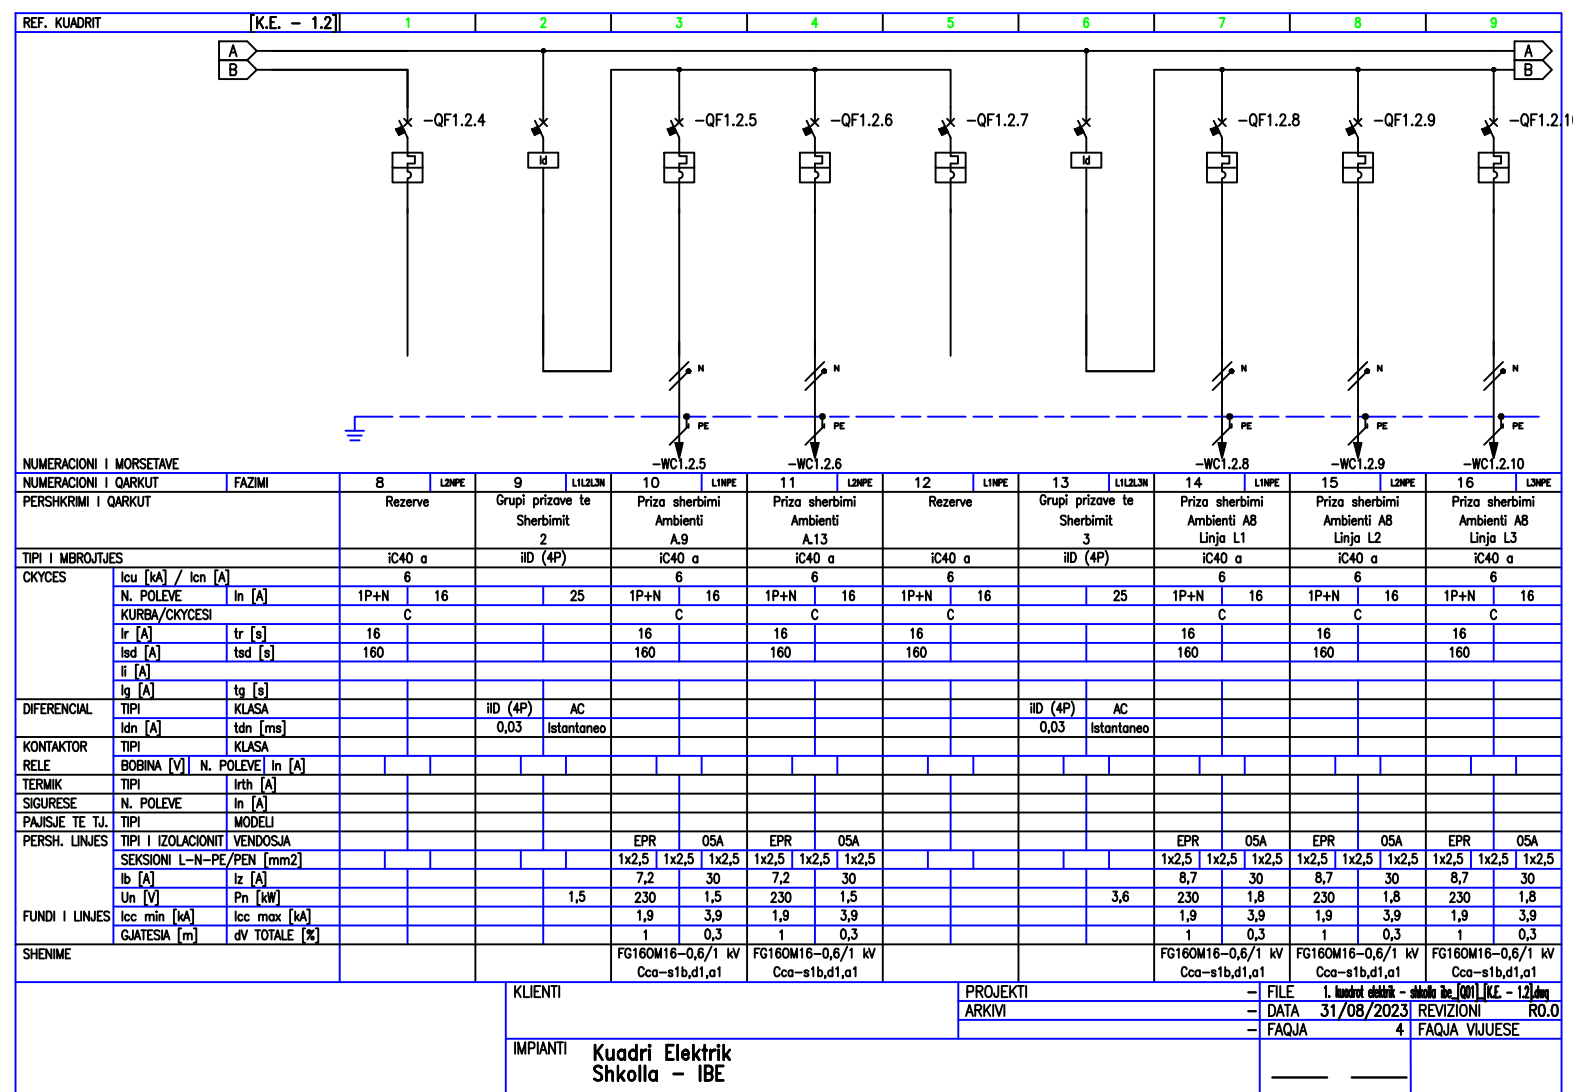 REF. KUADRIT [K.E. - 1.2] 1 2 3 4 5 6 7 8 9
A A
B B
-QF1.2.4 -QF1.2.5 -QF1.2.6 -QF1.2.7 -QF1.2.8 -QF1.2.9 -QF1.2.10
Id Id
N N N N N
PE PE PE PE PE
NUMERACIONI I MORSETAVE -WC1.2.5 -WC1.2.6 -WC1.2.8 -WC1.2.9 -WC1.2.10
NUMERACIONI I QARKUT FAZIMI 8 L2NPE 9 L1L2L3N 10 L1NPE 11 L2NPE 12 L1NPE 13 L1L2L3N 14 L1NPE 15 L2NPE 16 L3NPE
PERSHKRIMI I QARKUT Rezerve Grupi prizave te Priza sherbimi Priza sherbimi Rezerve Grupi prizave te Priza sherbimi Priza sherbimi Priza sherbimi
Sherbimit Ambienti Ambienti Sherbimit Ambienti A8 Ambienti A8 Ambienti A8
2 A.9 A.13 3 Linja L1 Linja L2 Linja L3
TIPI I MBROJTJES iC40 a iID (4P) iC40 a iC40 a iC40 a iID (4P) iC40 a iC40 a iC40 a
CKYCES Icu [kA] / Icn [A] 6 6 6 6 6 6 6
N. POLEVE In [A] 1P+N 16 25 1P+N 16 1P+N 16 1P+N 16 25 1P+N 16 1P+N 16 1P+N 16
KURBA/CKYCESI C C C C C C C
Ir [A] tr [s] 16 16 16 16 16 16 16
Isd [A] tsd [s] 160 160 160 160 160 160 160
Ii [A]
Ig [A] tg [s]
DIFERENCIAL TIPI KLASA iID (4P) AC iID (4P) AC
Idn [A] tdn [ms] 0,03 Istantaneo 0,03 Istantaneo
KONTAKTOR TIPI KLASA
RELE BOBINA [V] N. POLEVE In [A]
TERMIK TIPI Irth [A]
SIGURESE N. POLEVE In [A]
PAJISJE TE TJ. TIPI MODELI
PERSH. LINJES TIPI I IZOLACIONIT VENDOSJA EPR 05A EPR 05A EPR 05A EPR 05A EPR 05A
SEKSIONI L-N-PE/PEN [mm2] 1x2,5 1x2,5 1x2,5 1x2,5 1x2,5 1x2,5 1x2,5 1x2,5 1x2,5 1x2,5 1x2,5 1x2,5 1x2,5 1x2,5 1x2,5
Ib [A] Iz [A] 7,2 30 7,2 30 8,7 30 8,7 30 8,7 30
Un [V] Pn [kW] 1,5 230 1,5 230 1,5 3,6 230 1,8 230 1,8 230 1,8
FUNDI I LINJES Icc min [kA] Icc max [kA] 1,9 3,9 1,9 3,9 1,9 3,9 1,9 3,9 1,9 3,9
GJATESIA [m] dV TOTALE [%] 1 0,3 1 0,3 1 0,3 1 0,3 1 0,3
SHENIME FG16OM16-0,6/1 kV FG16OM16-0,6/1 kV FG16OM16-0,6/1 kV FG16OM16-0,6/1 kV FG16OM16-0,6/1 kV
Cca-s1b,d1,a1 Cca-s1b,d1,a1 Cca-s1b,d1,a1 Cca-s1b,d1,a1 Cca-s1b,d1,a1
KLIENTI PROJEKTI - FILE 1. kuadrot elektrik - shkolla ibe_[Q01]_[K.E. - 1.2].dwg
ARKIVI - DATA 31/08/2023 REVIZIONI R0.0
- FAQJA 4 FAQJA VIJUESE
IMPIANTI Kuadri Elektrik
Shkolla - IBE